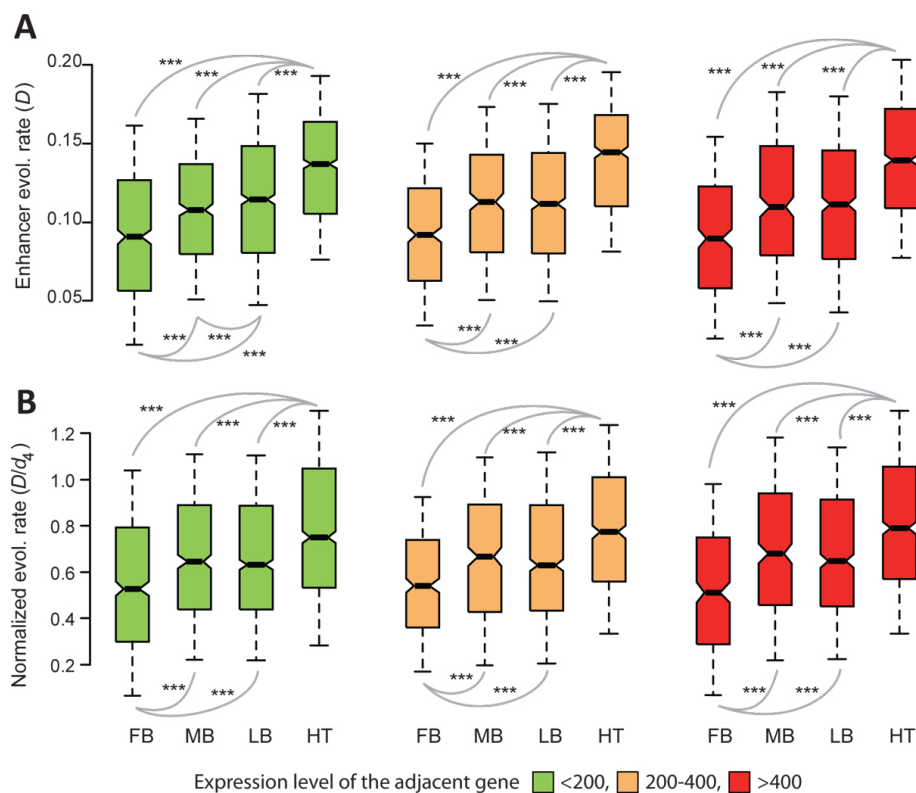 A
Enhancer evol. rate (D)
0.20
0.15
0.10
0.05
*** *** *** *** *** *** *** *** ***
*** *** *** *** *** *** ***
B
Normalized evol. rate (D/d4)
1.2
1.0
0.8
0.6
0.4
0.2
*** *** *** *** *** *** *** *** ***
*** *** *** *** *** ***
FB MB LB HT FB MB LB HT FB MB LB HT
Expression level of the adjacent gene <200, 200-400, >400